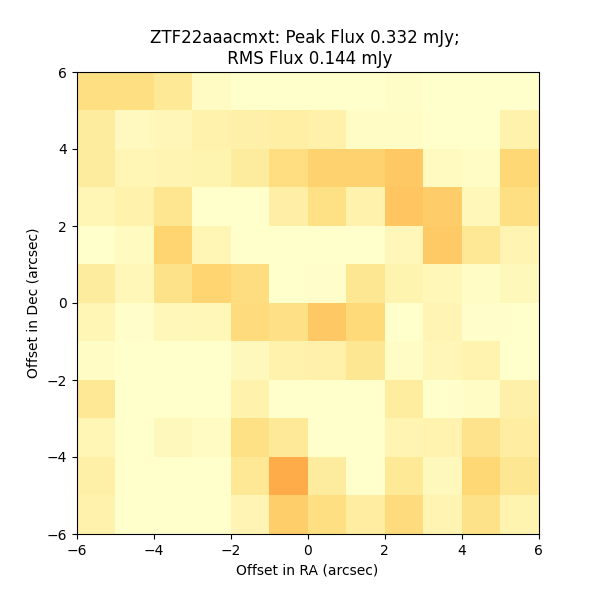 ZTF22aaacmxt: Peak Flux 0.332 mJy;
RMS Flux 0.144 mJy
6
4
2
0
−2
−4
−6
Offset in Dec (arcsec)
−6 −4 −2 0 2 4 6
Offset in RA (arcsec)